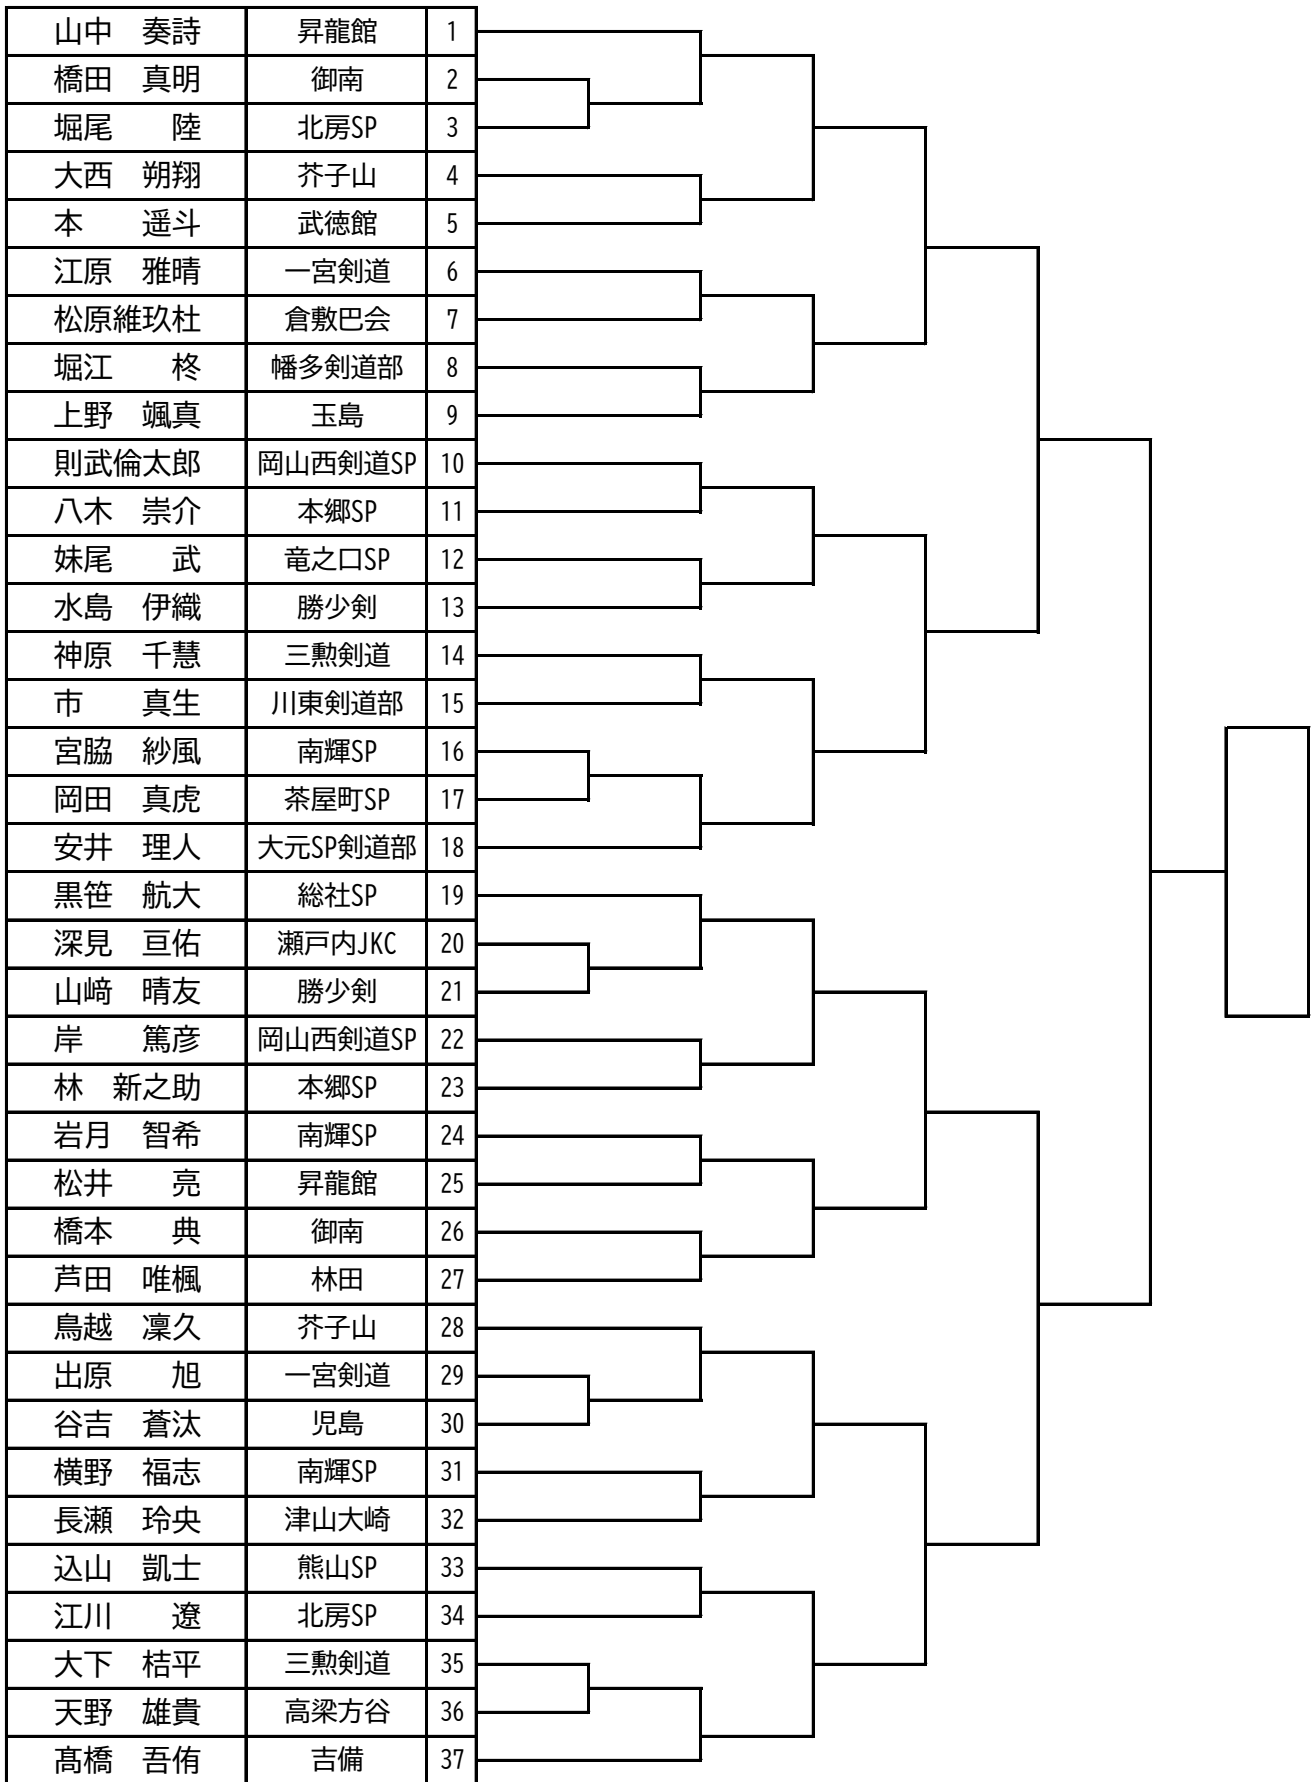 山中　奏詩 昇龍館 1
橋田　真明 御南 2
堀尾　　陸 北房SP 3
大西　朔翔 芥子山 4
本　　遥斗 武徳館 5
江原　雅晴 一宮剣道 6
松原維玖杜 倉敷巴会 7
堀江　　柊 幡多剣道部 8
上野　颯真 玉島 9
則武倫太郎 岡山西剣道SP 10
八木　崇介 本郷SP 11
妹尾　　武 竜之口SP 12
水島　伊織 勝少剣 13
神原　千慧 三勲剣道 14
市　　真生 川東剣道部 15
宮脇　紗風 南輝SP 16
岡田　真虎 茶屋町SP 17
安井　理人 大元SP剣道部 18
黒笹　航大 総社SP 19
深見　亘佑 瀬戸内JKC 20
山﨑　晴友 勝少剣 21
岸　　篤彦 岡山西剣道SP 22
林　新之助 本郷SP 23
岩月　智希 南輝SP 24
松井　　亮 昇龍館 25
橋本　　典 御南 26
芦田　唯楓 林田 27
鳥越　凜久 芥子山 28
出原　　旭 一宮剣道 29
谷吉　蒼汰 児島 30
横野　福志 南輝SP 31
長瀬　玲央 津山大崎 32
込山　凱士 熊山SP 33
江川　　遼 北房SP 34
大下　桔平 三勲剣道 35
天野　雄貴 高梁方谷 36
髙橋　吾侑 吉備 37